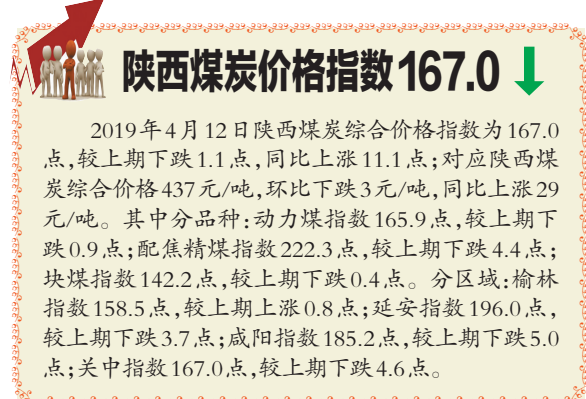 陕西煤炭价格指数167.0
2019年4月12日陕西煤炭综合价格指数为167.0
点,较上期下跌1.1点,同比上涨11.1点;对应陕西煤
炭综合价格437元/吨,环比下跌3元/吨,同比上涨29
元/吨。其中分品种:动力煤指数165.9点,较上期下
跌0.9点;配焦精煤指数222.3点,较上期下跌4.4点;
块煤指数142.2点,较上期下跌0.4点。分区域:榆林
指数158.5点,较上期上涨0.8点;延安指数196.0点,
较上期下跌3.7点;咸阳指数185.2点,较上期下跌5.0
点;关中指数167.0点,较上期下跌4.6点。